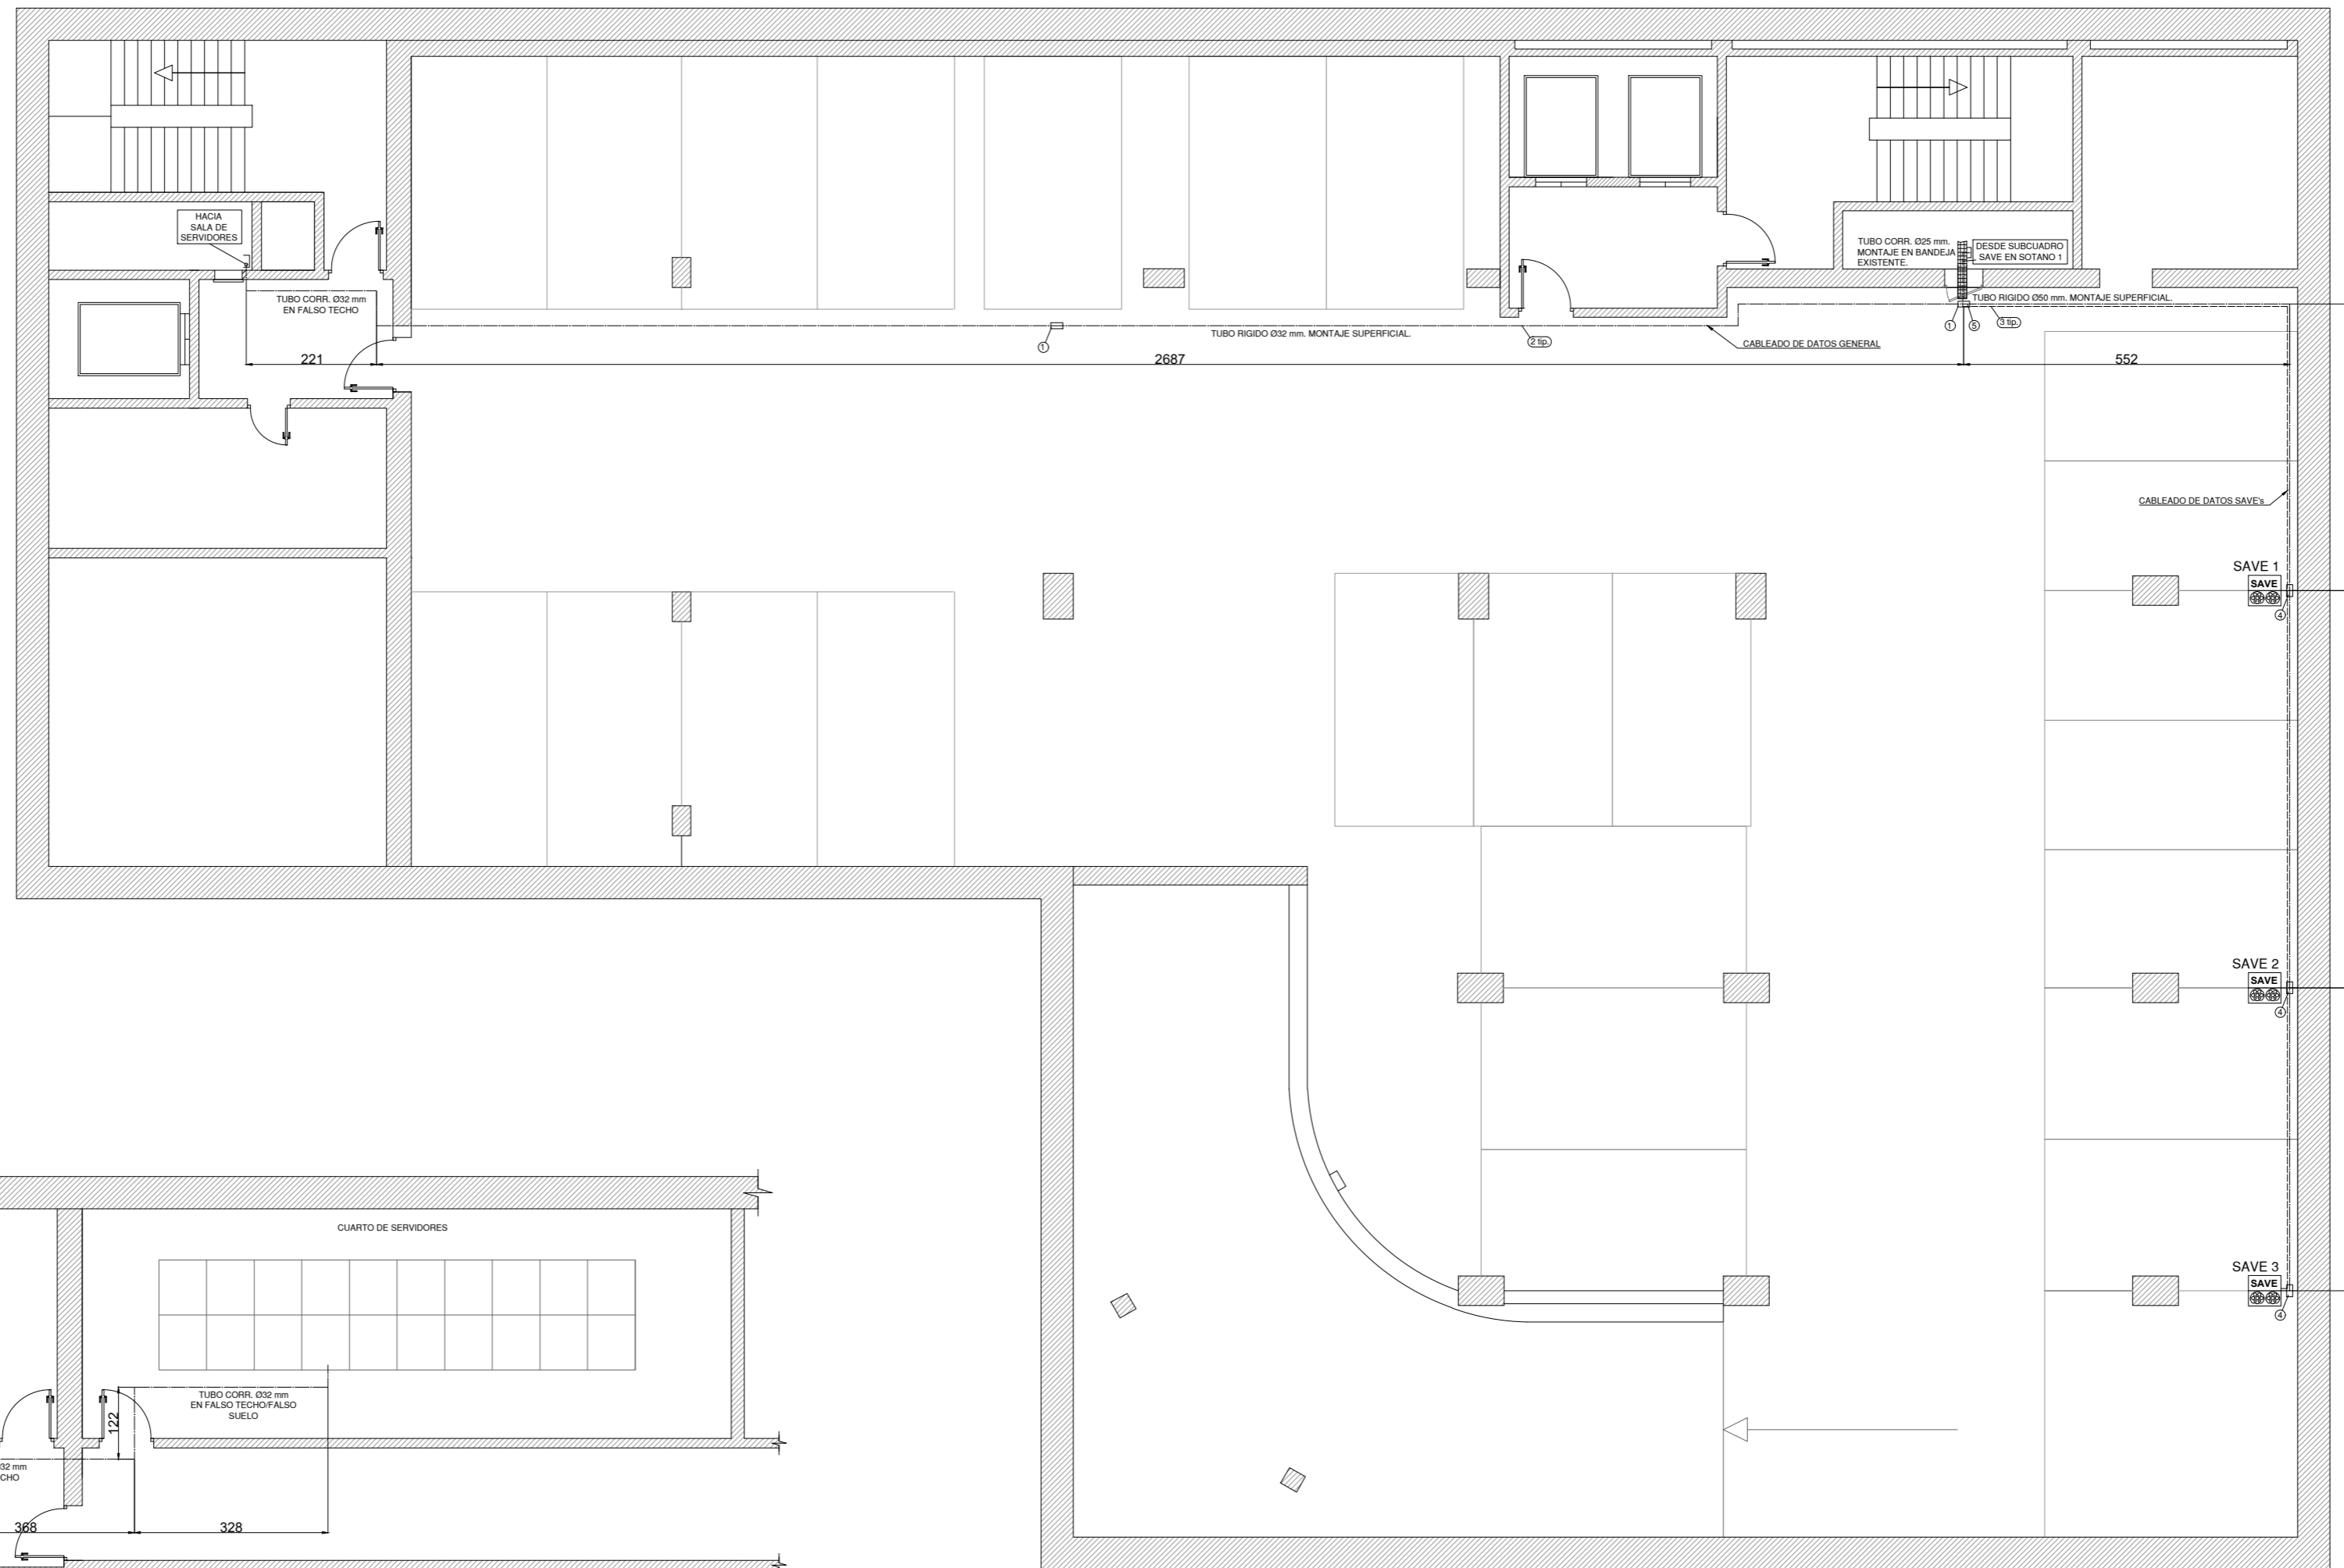 HACIA
SALA DE
SERVIDORES
TUBO CORR. Ø32 mm
EN FALSO TECHO
221
2687
552
1
TUBO RIGIDO Ø32 mm. MONTAJE SUPERFICIAL.
2 tip.
CABLEADO DE DATOS GENERAL
TUBO CORR. Ø25 mm.
MONTAJE EN BANDEJA
EXISTENTE.
DESDE SUBCUADRO
SAVE EN SOTANO 1
TUBO RIGIDO Ø50 mm. MONTAJE SUPERFICIAL.
1
5
3 tip.
CABLEADO DE DATOS SAVE's
SAVE 1
SAVE
4
SAVE 2
SAVE
4
SAVE 3
SAVE
4
CUARTO DE SERVIDORES
TUBO CORR. Ø32 mm
EN FALSO TECHO/FALSO
SUELO
122
32 mm
CHO
368
328